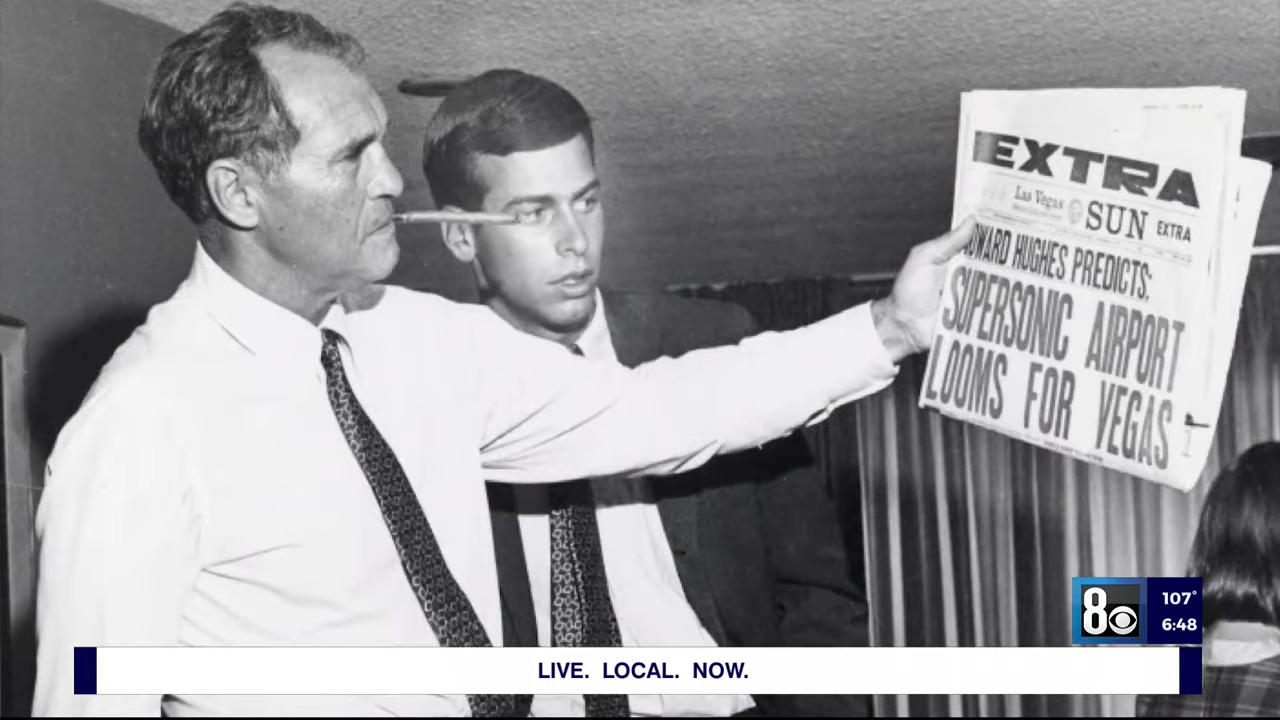 EXTRA
Las Vegas SUN EXTRA
HOWARD HUGHES PREDICTS:
SUPERSONIC AIRPORT
LOOMS FOR VEGAS
8
107°
6:48
LIVE. LOCAL. NOW.